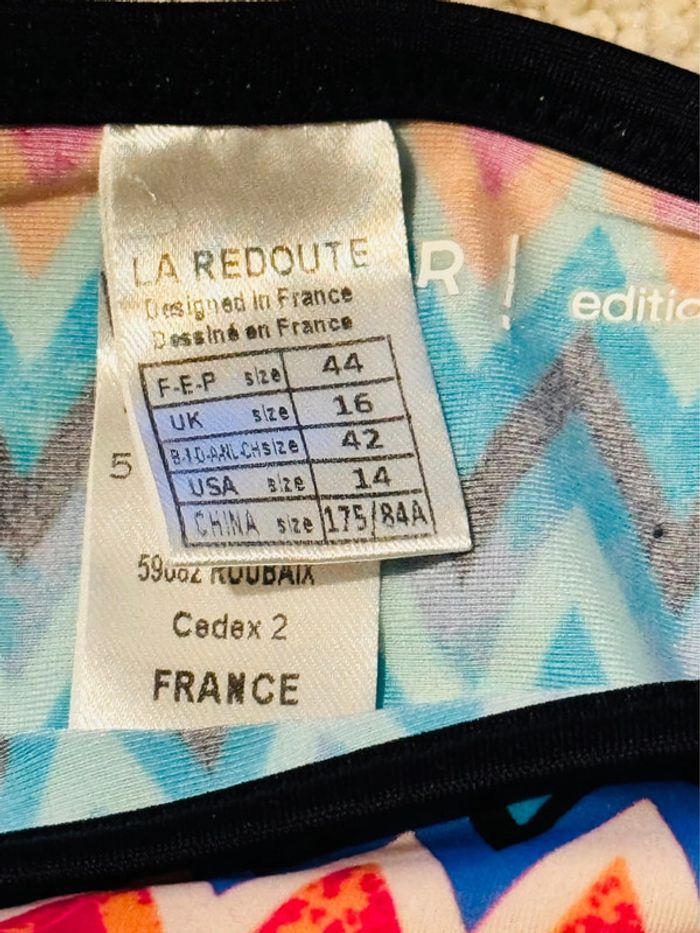 LA REDOUTE
Designed in France
Dessiné en France
F-E-P size 44
UK size 16
B-I-D-A-NL-CH size 42
USA size 14
CHINA size 175/84A
R
editio
5
59082 ROUBAIX
Cedex 2
FRANCE